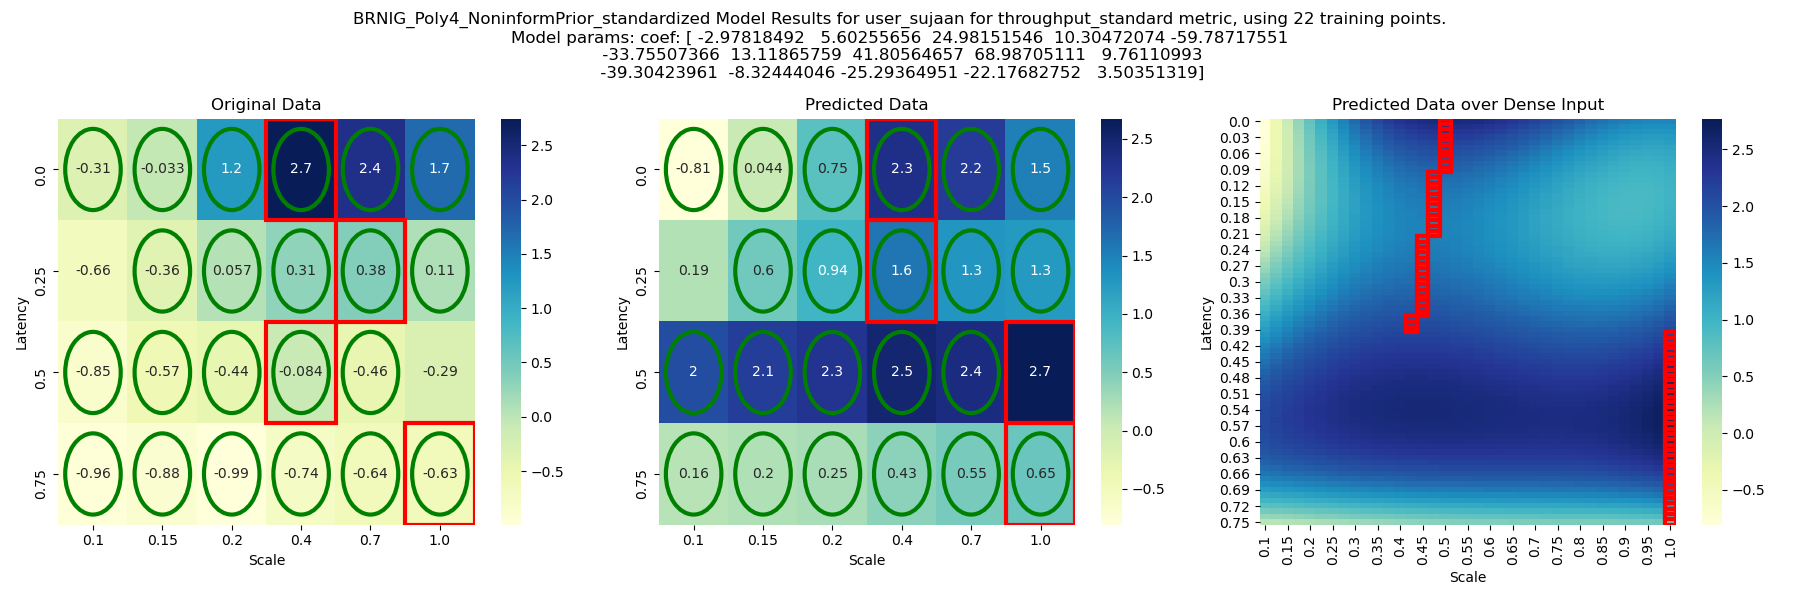 BRNIG_Poly4_NoninformPrior_standardized Model Results for user_sujaan for throughput_standard metric, using 22 training points.
Model params: coef: [ -2.97818492 5.60255656 24.98151546 10.30472074 -59.78717551
-33.75507366 13.11865759 41.80564657 68.98705111 9.76110993
-39.30423961 -8.32444046 -25.29364951 -22.17682752 3.50351319]
Original Data
Latency
0.0 -0.31 -0.033 1.2 2.7 2.4 1.7
0.25 -0.66 -0.36 0.057 0.31 0.38 0.11
0.5 -0.85 -0.57 -0.44 -0.084 -0.46 -0.29
0.75 -0.96 -0.88 -0.99 -0.74 -0.64 -0.63
0.1 0.15 0.2 0.4 0.7 1.0
Scale
2.5
2.0
1.5
1.0
0.5
0.0
−0.5
Predicted Data
Latency
0.0 -0.81 0.044 0.75 2.3 2.2 1.5
0.25 0.19 0.6 0.94 1.6 1.3 1.3
0.5 2 2.1 2.3 2.5 2.4 2.7
0.75 0.16 0.2 0.25 0.43 0.55 0.65
0.1 0.15 0.2 0.4 0.7 1.0
Scale
2.5
2.0
1.5
1.0
0.5
0.0
−0.5
Predicted Data over Dense Input
Latency
0.0
0.03
0.06
0.09
0.12
0.15
0.18
0.21
0.24
0.27
0.3
0.33
0.36
0.39
0.42
0.45
0.48
0.51
0.54
0.57
0.6
0.63
0.66
0.69
0.72
0.75
0.1 0.15 0.2 0.25 0.3 0.35 0.4 0.45 0.5 0.55 0.6 0.65 0.7 0.75 0.8 0.85 0.9 0.95 1.0
Scale
2.5
2.0
1.5
1.0
0.5
0.0
−0.5